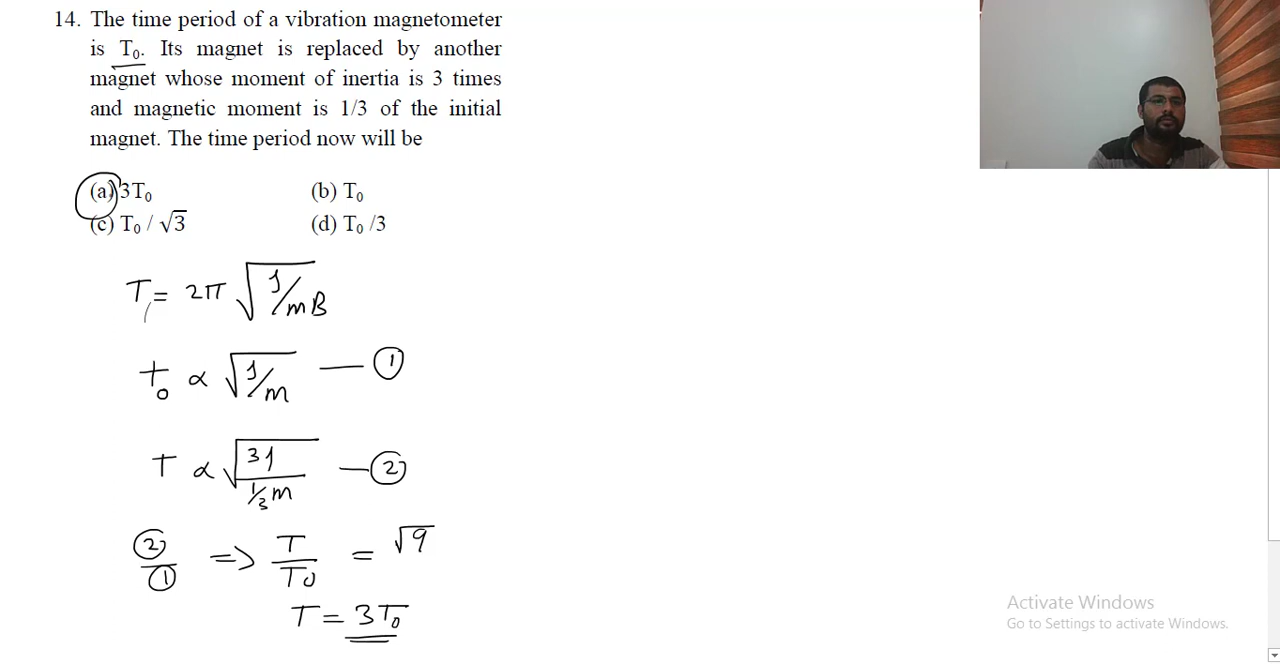 14. The time period of a vibration magnetometer
is T₀. Its magnet is replaced by another
magnet whose moment of inertia is 3 times
and magnetic moment is 1/3 of the initial
magnet. The time period now will be
(a) 3T₀ (b) T₀
(c) T₀ / √3 (d) T₀ /3
T = 2π √(I/mB)
t₀ ∝ √(I/m) — ①
T ∝ √(3I / ⅓m) — ②
②/① => T/T₀ = √9
T = 3T₀
Activate Windows
Go to Settings to activate Windows.